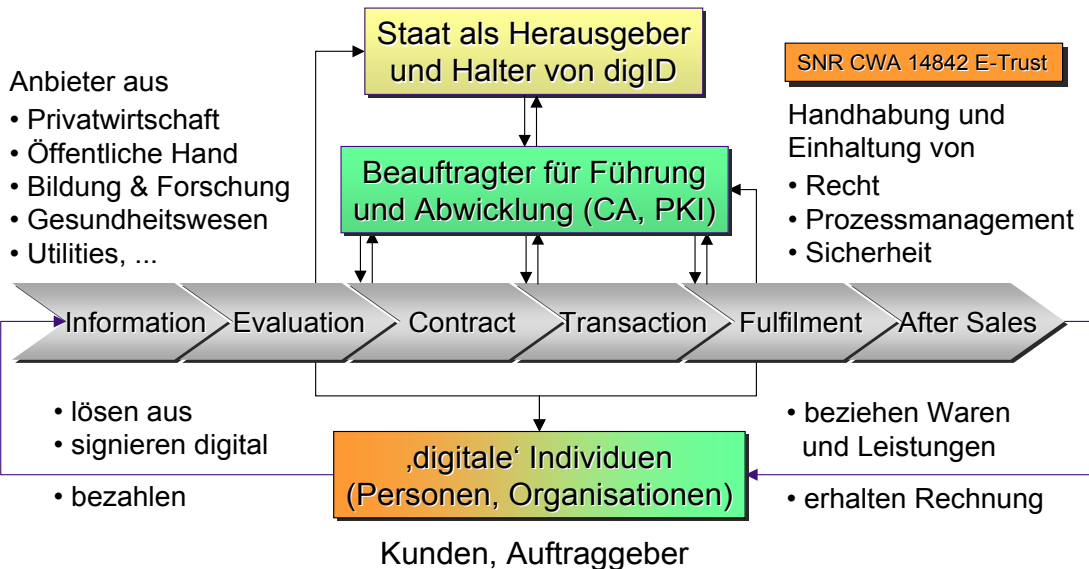 Staat als Herausgeber
und Halter von digID
SNR CWA 14842 E-Trust
Anbieter aus
• Privatwirtschaft
• Öffentliche Hand
• Bildung & Forschung
• Gesundheitswesen
• Utilities, ...
Beauftragter für Führung
und Abwicklung (CA, PKI)
Handhabung und
Einhaltung von
• Recht
• Prozessmanagement
• Sicherheit
Information
Evaluation
Contract
Transaction
Fulfilment
After Sales
• lösen aus
• signieren digital
• bezahlen
‚digitale‘ Individuen
(Personen, Organisationen)
• beziehen Waren
und Leistungen
• erhalten Rechnung
Kunden, Auftraggeber